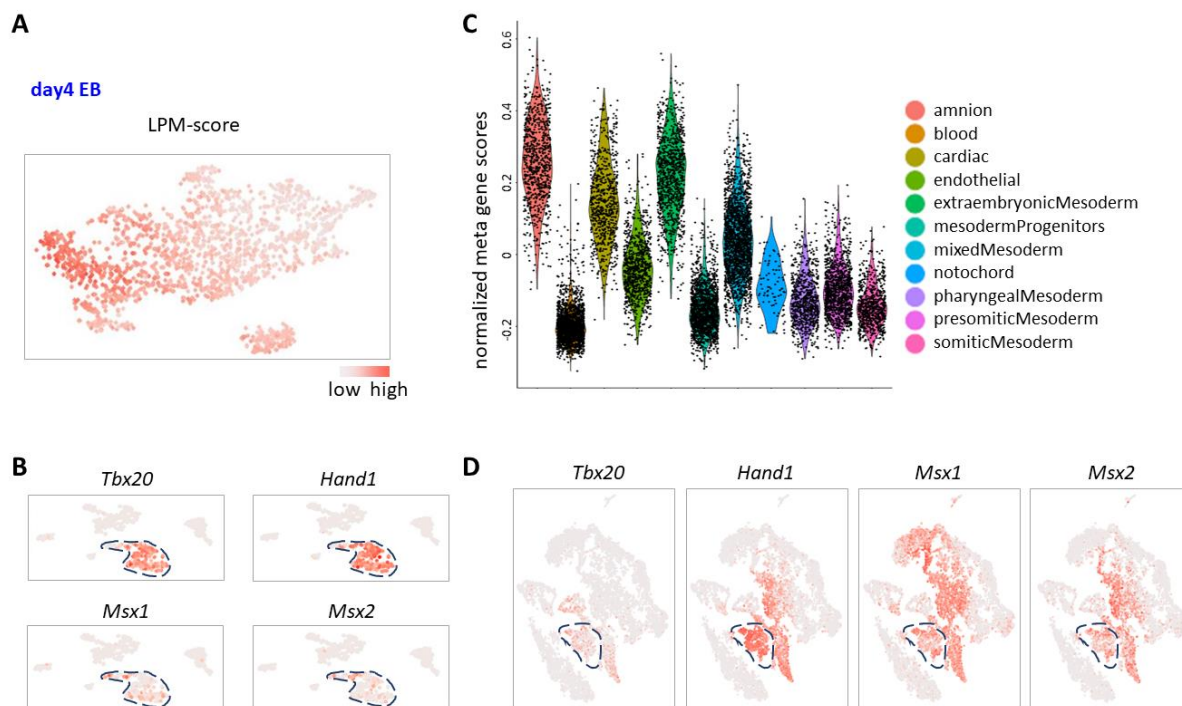 A
day4 EB
LPM-score
low high
C
normalized meta gene scores
0.6
0.4
0.2
0
-0.2
amnion
blood
cardiac
endothelial
extraembryonicMesoderm
mesodermProgenitors
mixedMesoderm
notochord
pharyngealMesoderm
presomiticMesoderm
somiticMesoderm
B
Tbx20 Hand1
Msx1 Msx2
D
Tbx20 Hand1 Msx1 Msx2